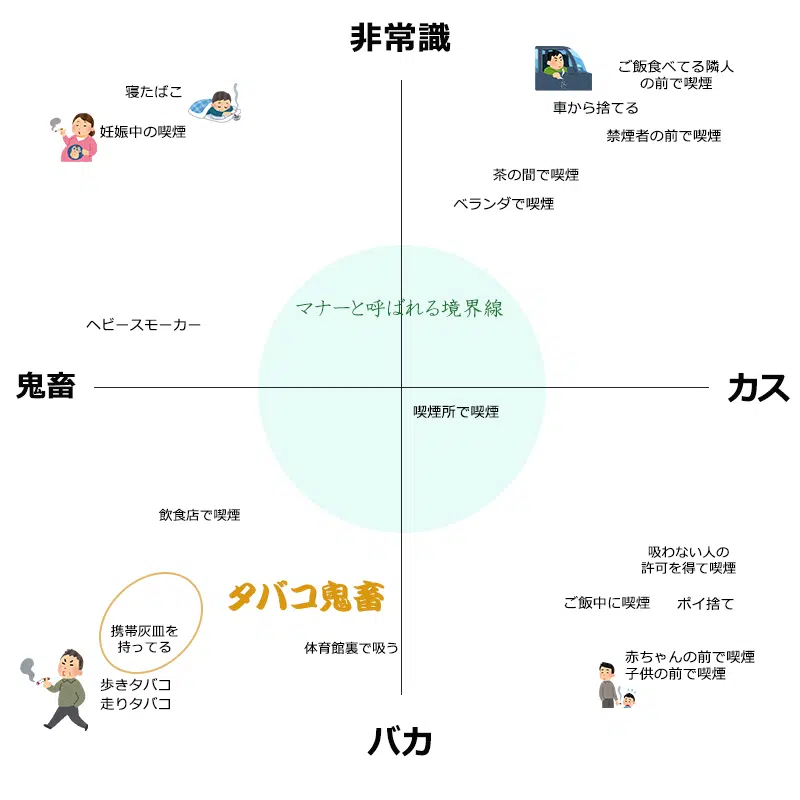 非常識
ご飯食べてる隣人
の前で喫煙
寝たばこ
車から捨てる
妊娠中の喫煙
禁煙者の前で喫煙
茶の間で喫煙
ベランダで喫煙
マナーと呼ばれる境界線
ヘビースモーカー
鬼畜
カス
喫煙所で喫煙
飲食店で喫煙
吸わない人の
許可を得て喫煙
タバコ鬼畜
ご飯中に喫煙
ポイ捨て
携帯灰皿を
持ってる
体育館裏で吸う
赤ちゃんの前で喫煙
子供の前で喫煙
歩きタバコ
走りタバコ
バカ